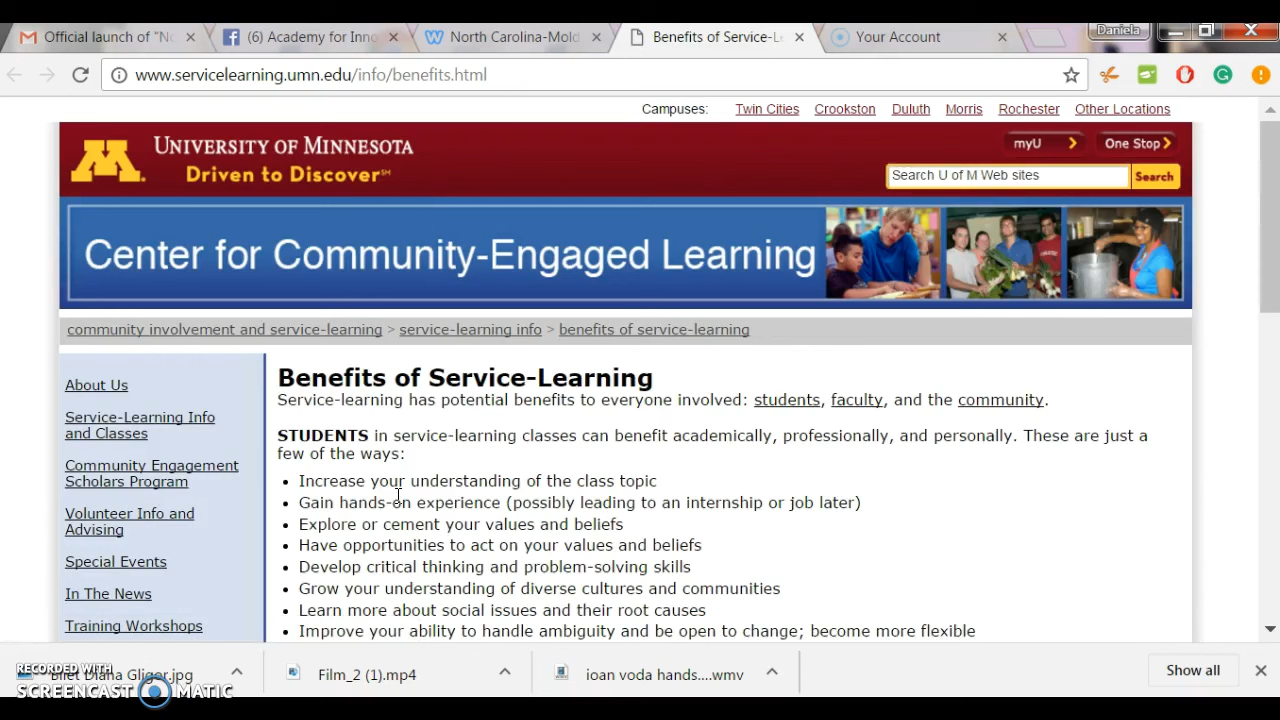 Official launch of "No
(6) Academy for Inno
North Carolina-Mold
Benefits of Service-L
Your Account
Daniela
www.servicelearning.umn.edu/info/benefits.html
Campuses: Twin Cities Crookston Duluth Morris Rochester Other Locations
UNIVERSITY OF MINNESOTA
Driven to Discover℠
myU One Stop
Search U of M Web sites Search
Center for Community-Engaged Learning
community involvement and service-learning > service-learning info > benefits of service-learning
About Us
Service-Learning Info
and Classes
Community Engagement
Scholars Program
Volunteer Info and
Advising
Special Events
In The News
Training Workshops
Benefits of Service-Learning
Service-learning has potential benefits to everyone involved: students, faculty, and the community.
STUDENTS in service-learning classes can benefit academically, professionally, and personally. These are just a
few of the ways:
• Increase your understanding of the class topic
• Gain hands-on experience (possibly leading to an internship or job later)
• Explore or cement your values and beliefs
• Have opportunities to act on your values and beliefs
• Develop critical thinking and problem-solving skills
• Grow your understanding of diverse cultures and communities
• Learn more about social issues and their root causes
• Improve your ability to handle ambiguity and be open to change; become more flexible
Bilet Diana Gliger.jpg
Film_2 (1).mp4
ioan voda hands....wmv
Show all
RECORDED WITH
SCREENCAST MATIC